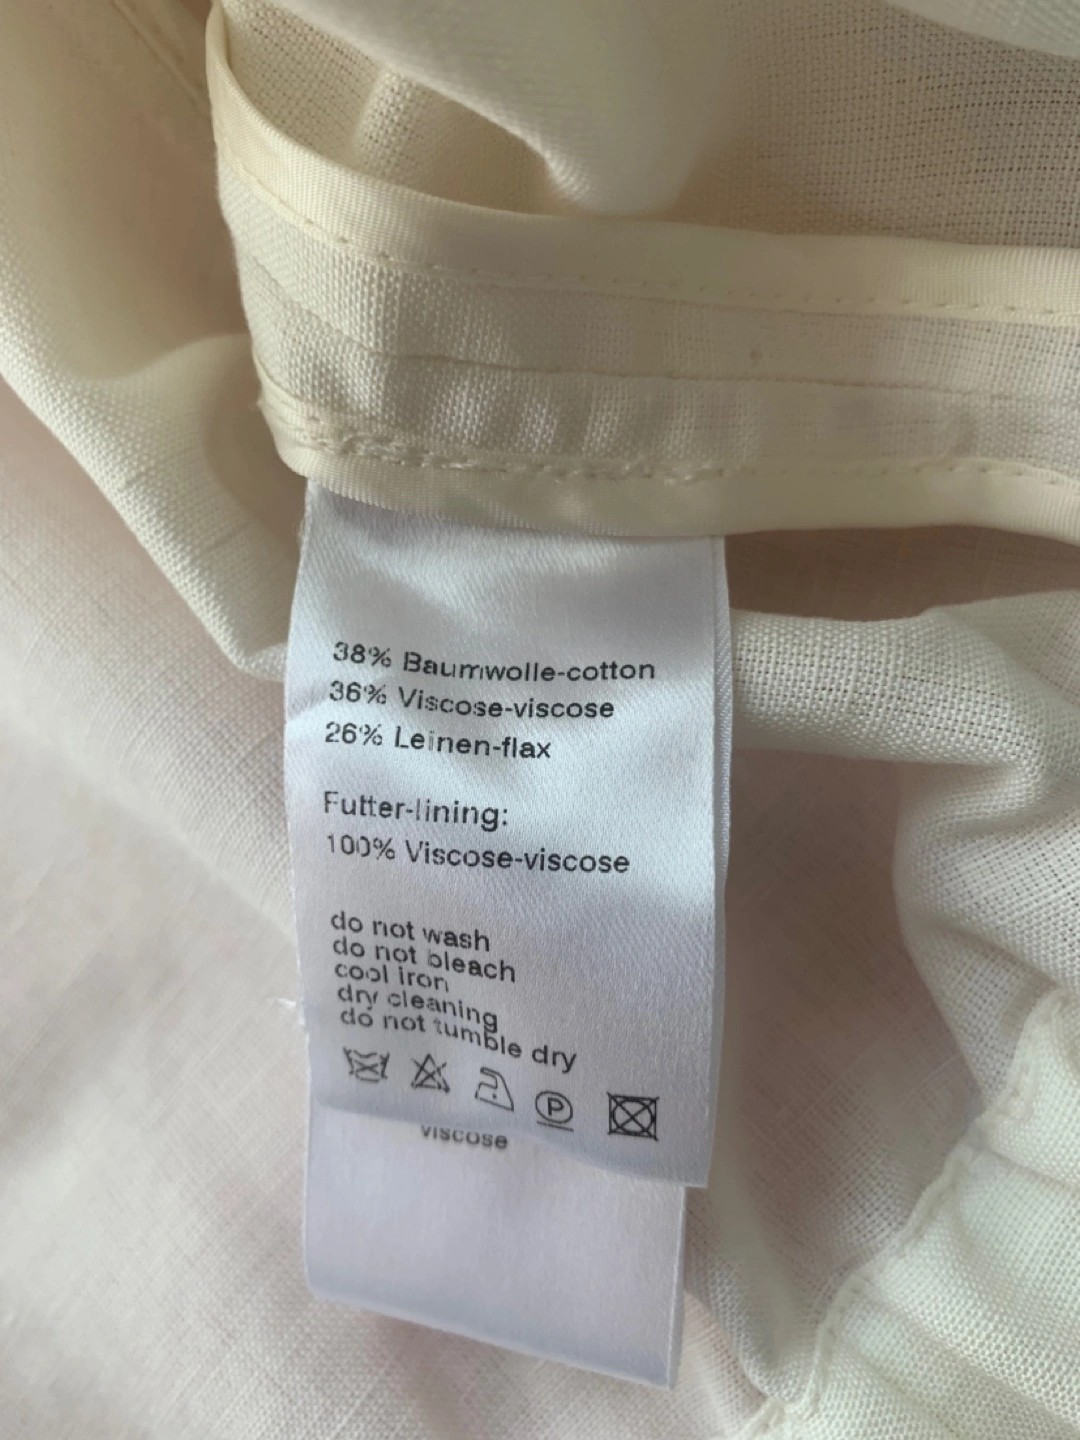 38% Baumwolle-cotton
36% Viscose-viscose
26% Leinen-flax
Futter-lining:
100% Viscose-viscose
do not wash
do not bleach
cool iron
dry cleaning
do not tumble dry
P
viscose